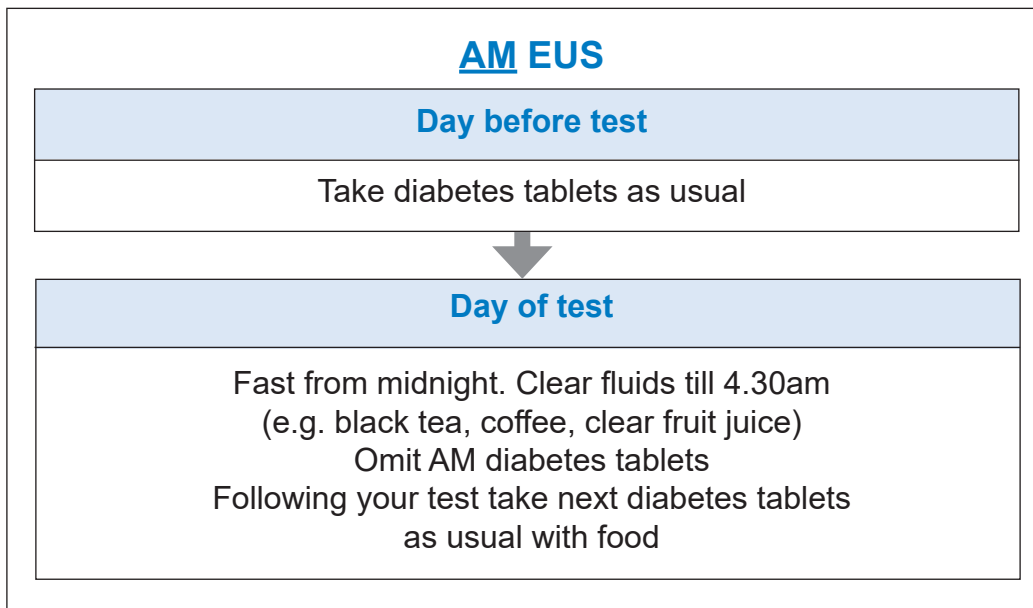 AM EUS
Day before test
Take diabetes tablets as usual
Day of test
Fast from midnight. Clear fluids till 4.30am
(e.g. black tea, coffee, clear fruit juice)
Omit AM diabetes tablets
Following your test take next diabetes tablets
as usual with food